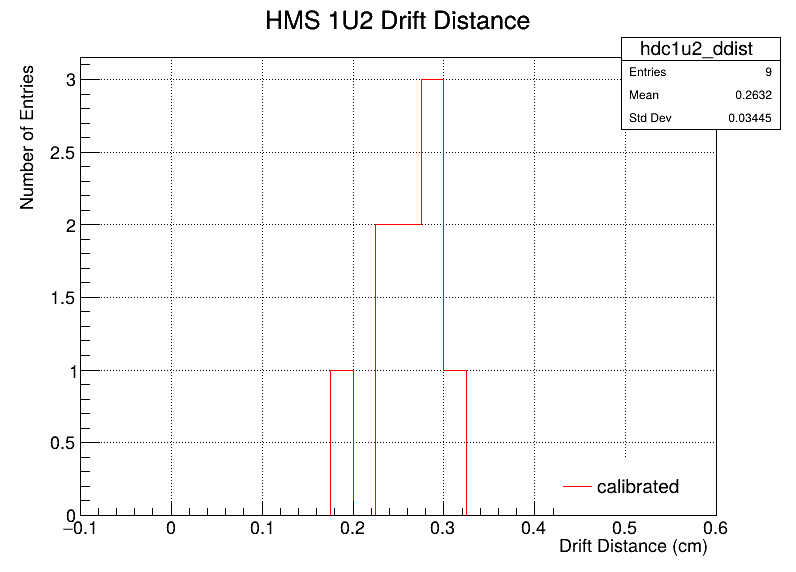 HMS 1U2 Drift Distance
hdc1u2_ddist
Entries 9
Mean 0.2632
Std Dev 0.03445
Number of Entries
3
2.5
2
1.5
1
0.5
0
−0.1 0 0.1 0.2 0.3 0.4 0.5 0.6
calibrated
Drift Distance (cm)